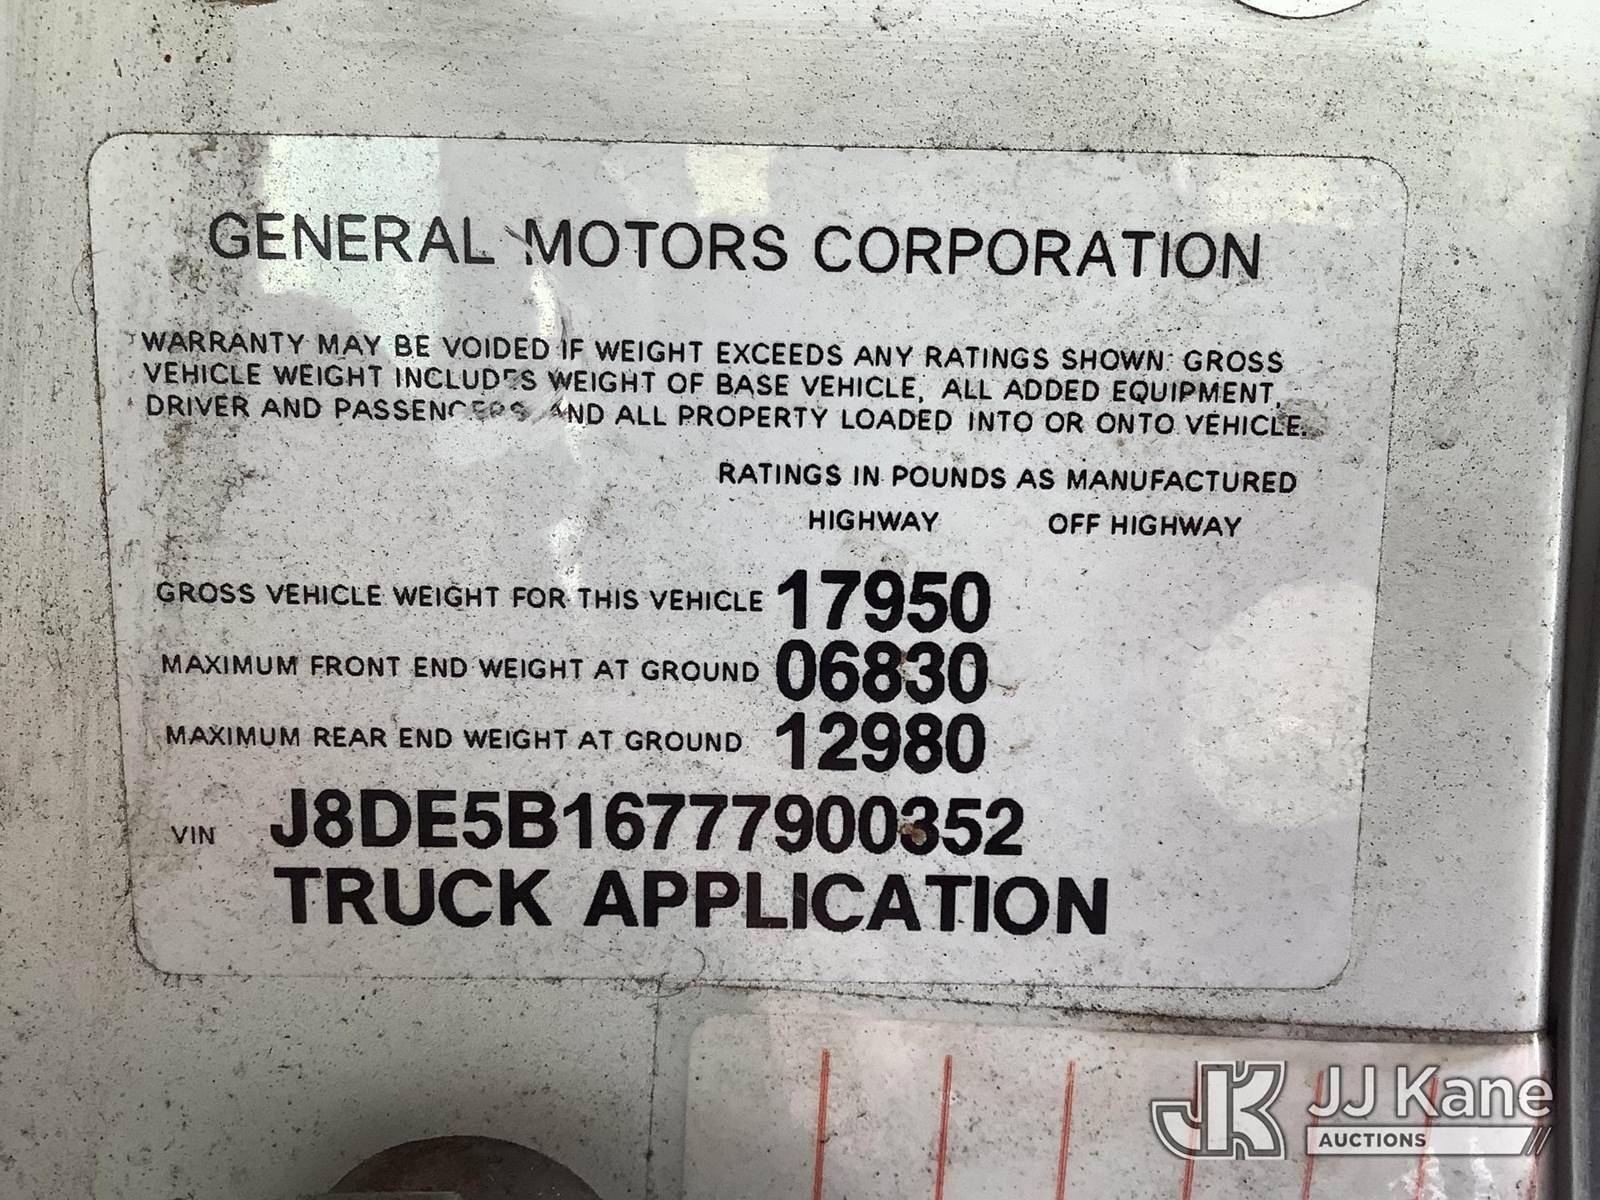 GENERAL MOTORS CORPORATION
WARRANTY MAY BE VOIDED IF WEIGHT EXCEEDS ANY RATINGS SHOWN: GROSS
VEHICLE WEIGHT INCLUDES WEIGHT OF BASE VEHICLE, ALL ADDED EQUIPMENT,
DRIVER AND PASSENGERS AND ALL PROPERTY LOADED INTO OR ONTO VEHICLE.
RATINGS IN POUNDS AS MANUFACTURED
HIGHWAY OFF HIGHWAY
GROSS VEHICLE WEIGHT FOR THIS VEHICLE 17950
MAXIMUM FRONT END WEIGHT AT GROUND 06830
MAXIMUM REAR END WEIGHT AT GROUND 12980
VIN J8DE5B16777900352
TRUCK APPLICATION
JK JJ Kane
AUCTIONS